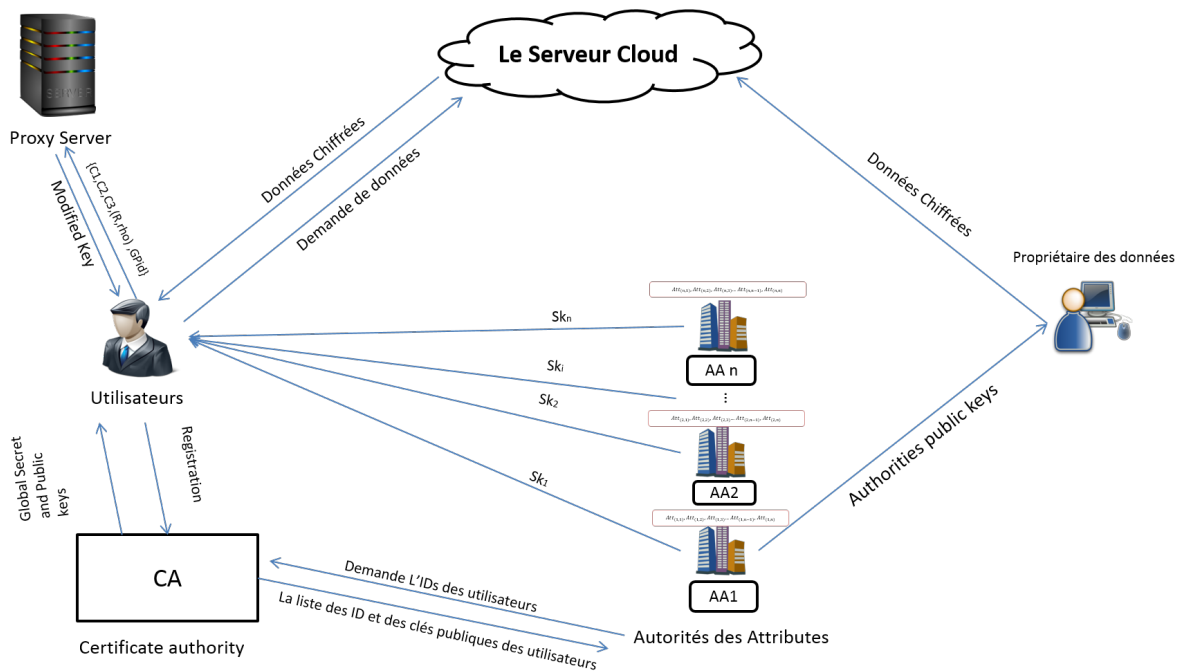 Le Serveur Cloud
SERVER
Proxy Server
{C1,C2,C3,(R,rho) ,GPid}
Modified Key
Données Chiffrées
Demande de données
Données Chiffrées
Propriétaire des données
Utilisateurs
Skₙ
Skᵢ
Sk₂
Sk₁
AA n
⋮
AA2
AA1
Authorities public keys
Global Secret
and Public
keys
Registration
CA
Certificate authority
Demande L'IDs des utilisateurs
La liste des ID et des clés publiques des utilisateurs
Autorités des Attributes